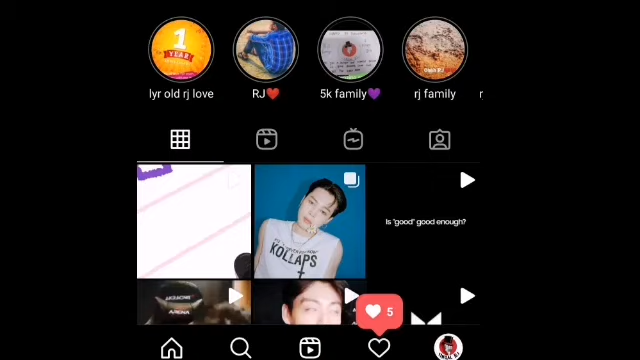 1
YEAR
1yr old rj love
RJ❤️
5k family💜
rj family
Is "good" good enough?
KOLLAPS
ARENA
5